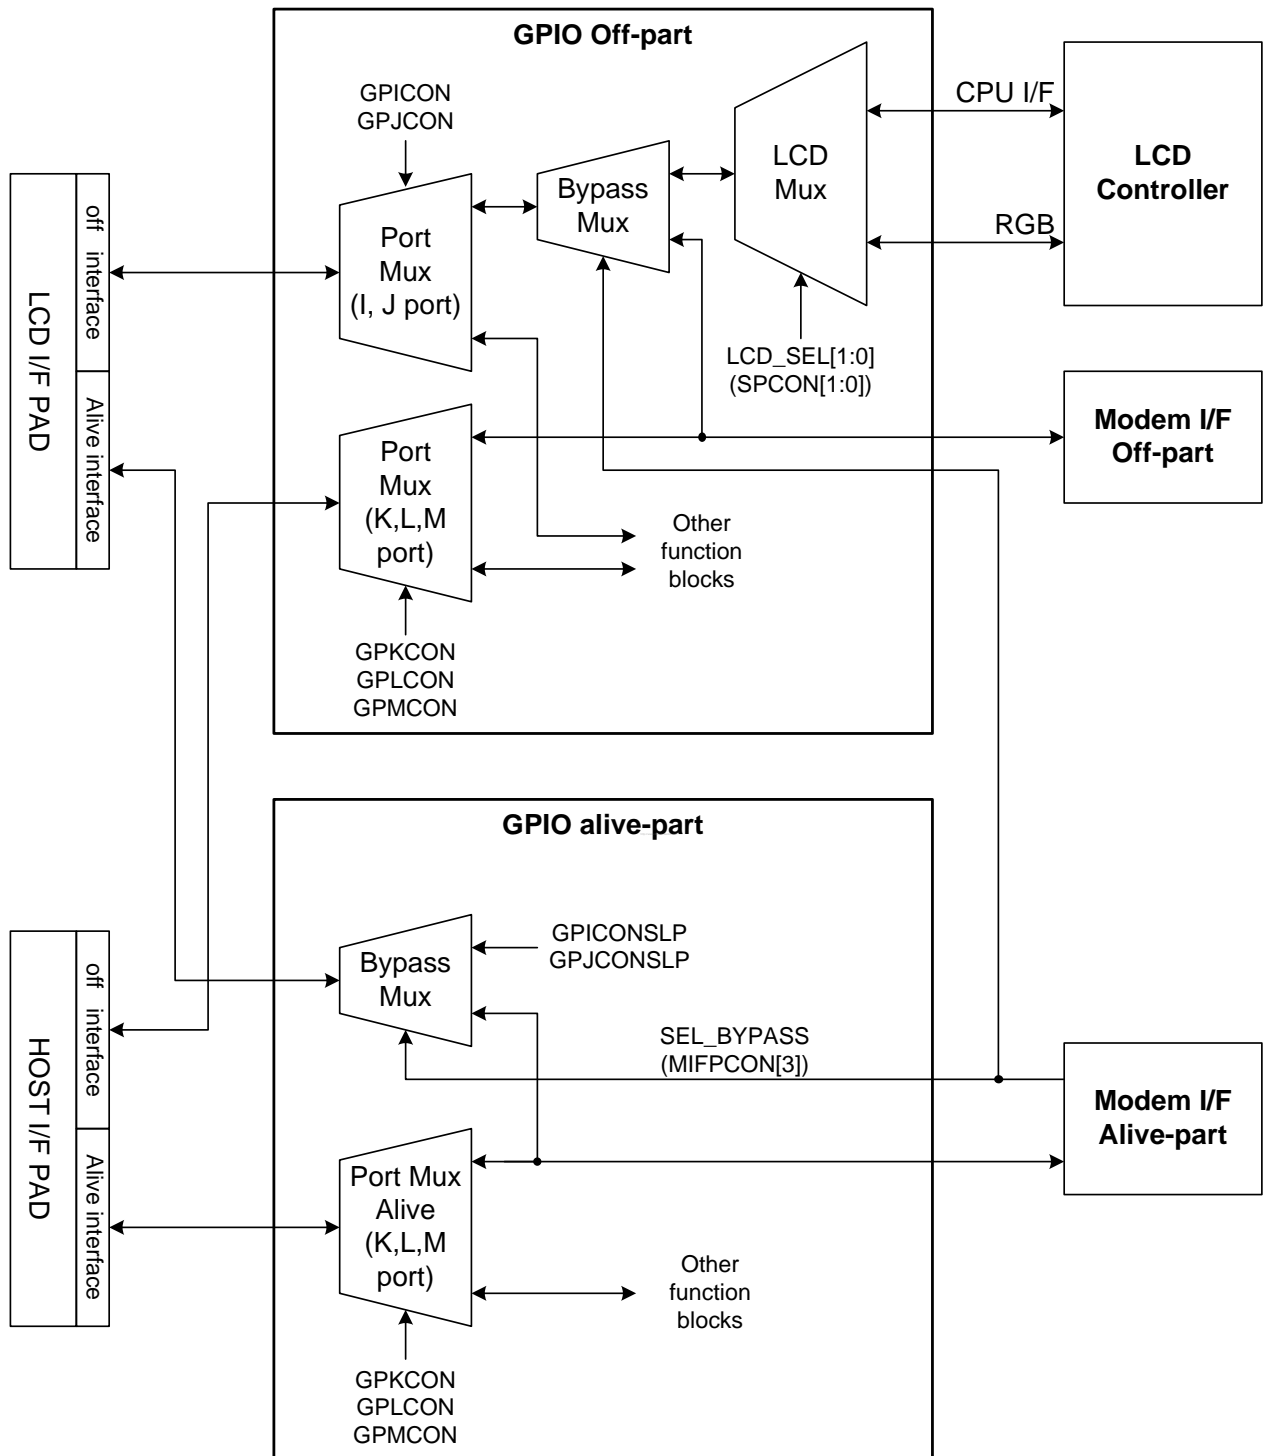 GPIO Off-part
GPICON
GPJCON
CPU I/F
LCD
Mux
LCD
Controller
Bypass
Mux
RGB
Port
Mux
(I, J port)
off interface
LCD I/F PAD
Alive interface
LCD_SEL[1:0]
(SPCON[1:0])
Modem I/F
Off-part
Port
Mux
(K,L,M
port)
Other
function
blocks
GPKCON
GPLCON
GPMCON
GPIO alive-part
GPICONSLP
GPJCONSLP
Bypass
Mux
off interface
HOST I/F PAD
Alive interface
SEL_BYPASS
(MIFPCON[3])
Modem I/F
Alive-part
Port Mux
Alive
(K,L,M
port)
Other
function
blocks
GPKCON
GPLCON
GPMCON